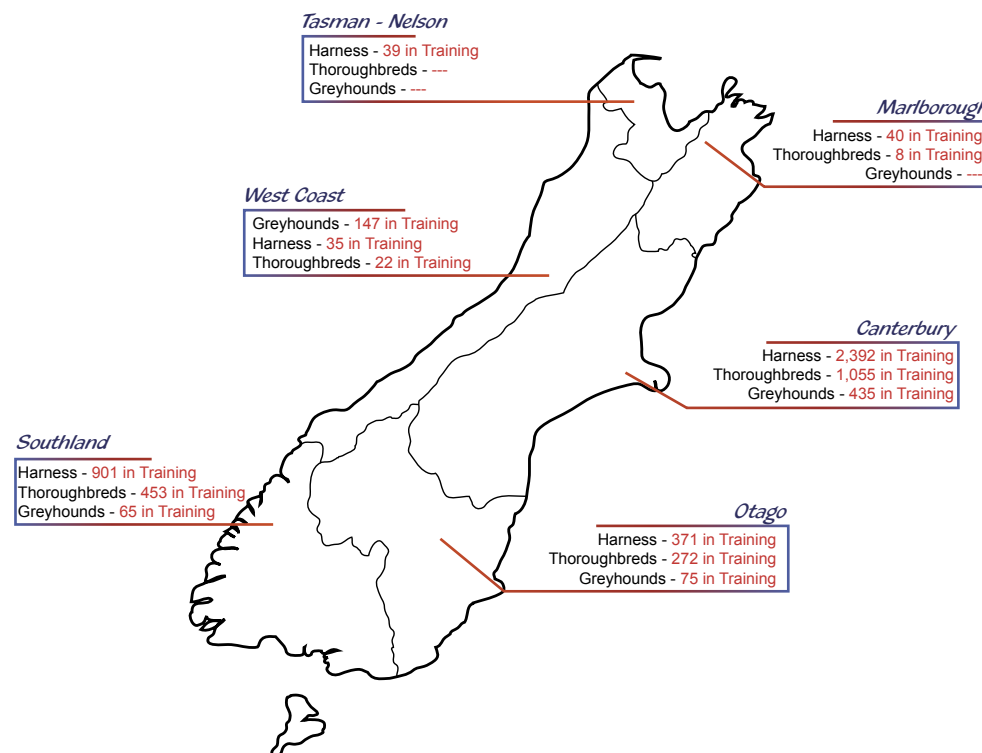 Tasman - Nelson
Harness - 39 in Training
Thoroughbreds - ---
Greyhounds - ---
Marlborough
Harness - 40 in Training
Thoroughbreds - 8 in Training
Greyhounds - ---
West Coast
Greyhounds - 147 in Training
Harness - 35 in Training
Thoroughbreds - 22 in Training
Canterbury
Harness - 2,392 in Training
Thoroughbreds - 1,055 in Training
Greyhounds - 435 in Training
Southland
Harness - 901 in Training
Thoroughbreds - 453 in Training
Greyhounds - 65 in Training
Otago
Harness - 371 in Training
Thoroughbreds - 272 in Training
Greyhounds - 75 in Training